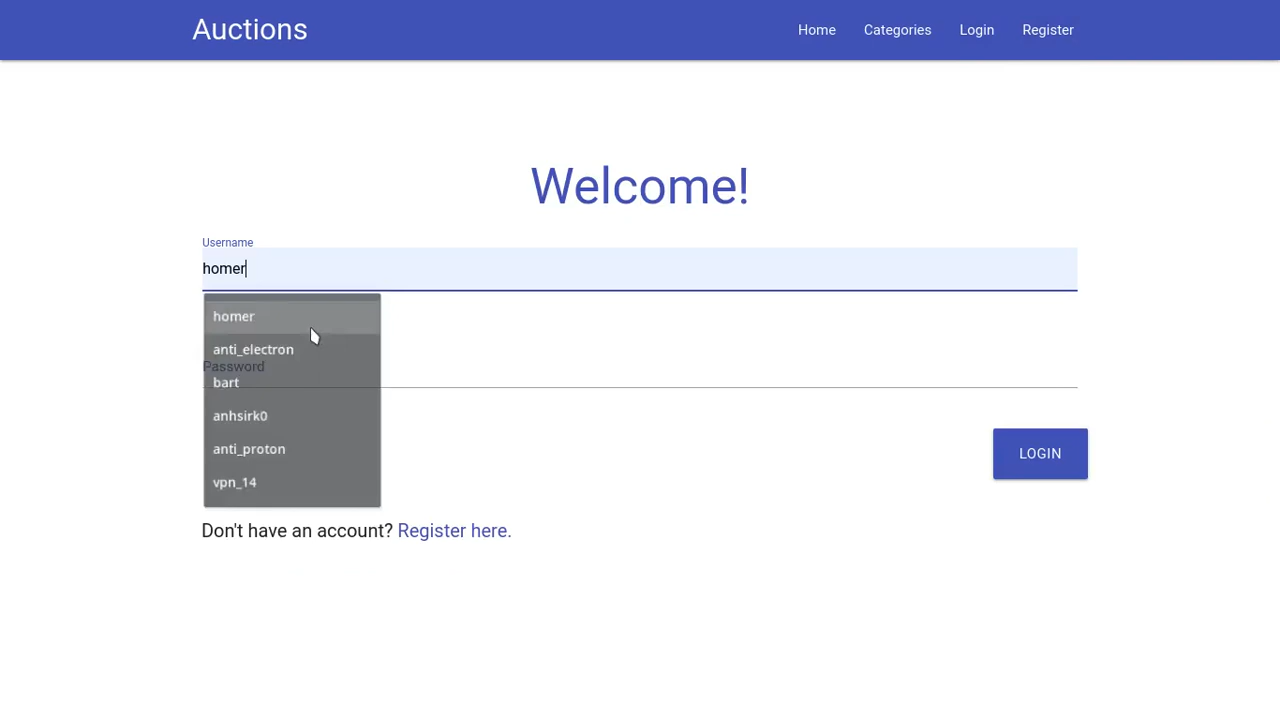 Auctions
Home Categories Login Register
Welcome!
Username
homer
homer
anti_electron
Password
bart
anhsirk0
anti_proton
LOGIN
vpn_14
Don't have an account? Register here.